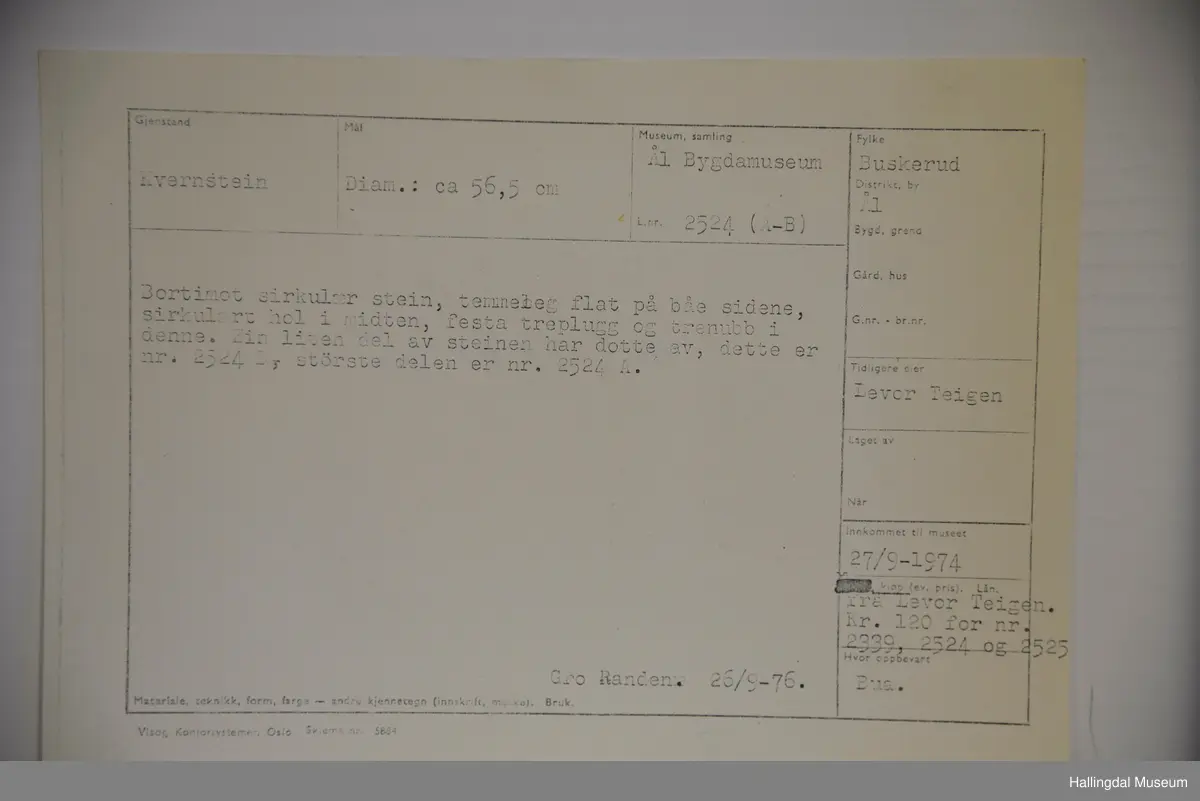 Gjenstand
Kvernstein
Mål
Diam.: ca 56,5 cm
Museum, samling
Ål Bygdamuseum
L.nr. 2524 (A-B)
Fylke
Buskerud
Distrikt, by
Ål
Bygd, grend
Gård, hus
G.nr. - br.nr.
Tidligere eier
Levor Teigen
Laget av
Når
Innkommet til museet
27/9-1974
kjøp (ev. pris). Lån.
frå Levor Teigen.
Kr. 120 for nr.
2339, 2524 og 2525
Hvor oppbevart
Bua.
Bortimot sirkulær stein, temmeleg flat på båe sidene,
sirkulært hol i midten, festa treplugg og trenubb i
denne. Ein liten del av steinen har dotte av, dette er
nr. 2524 B, störste delen er nr. 2524 A.
Gro Randen. 26/9-76.
Materiale, teknikk, form, farge — andre kjennetegn (innskrift, merke). Bruk.
Visor, Kontorsystemer, Oslo nr. 5684
Hallingdal Museum